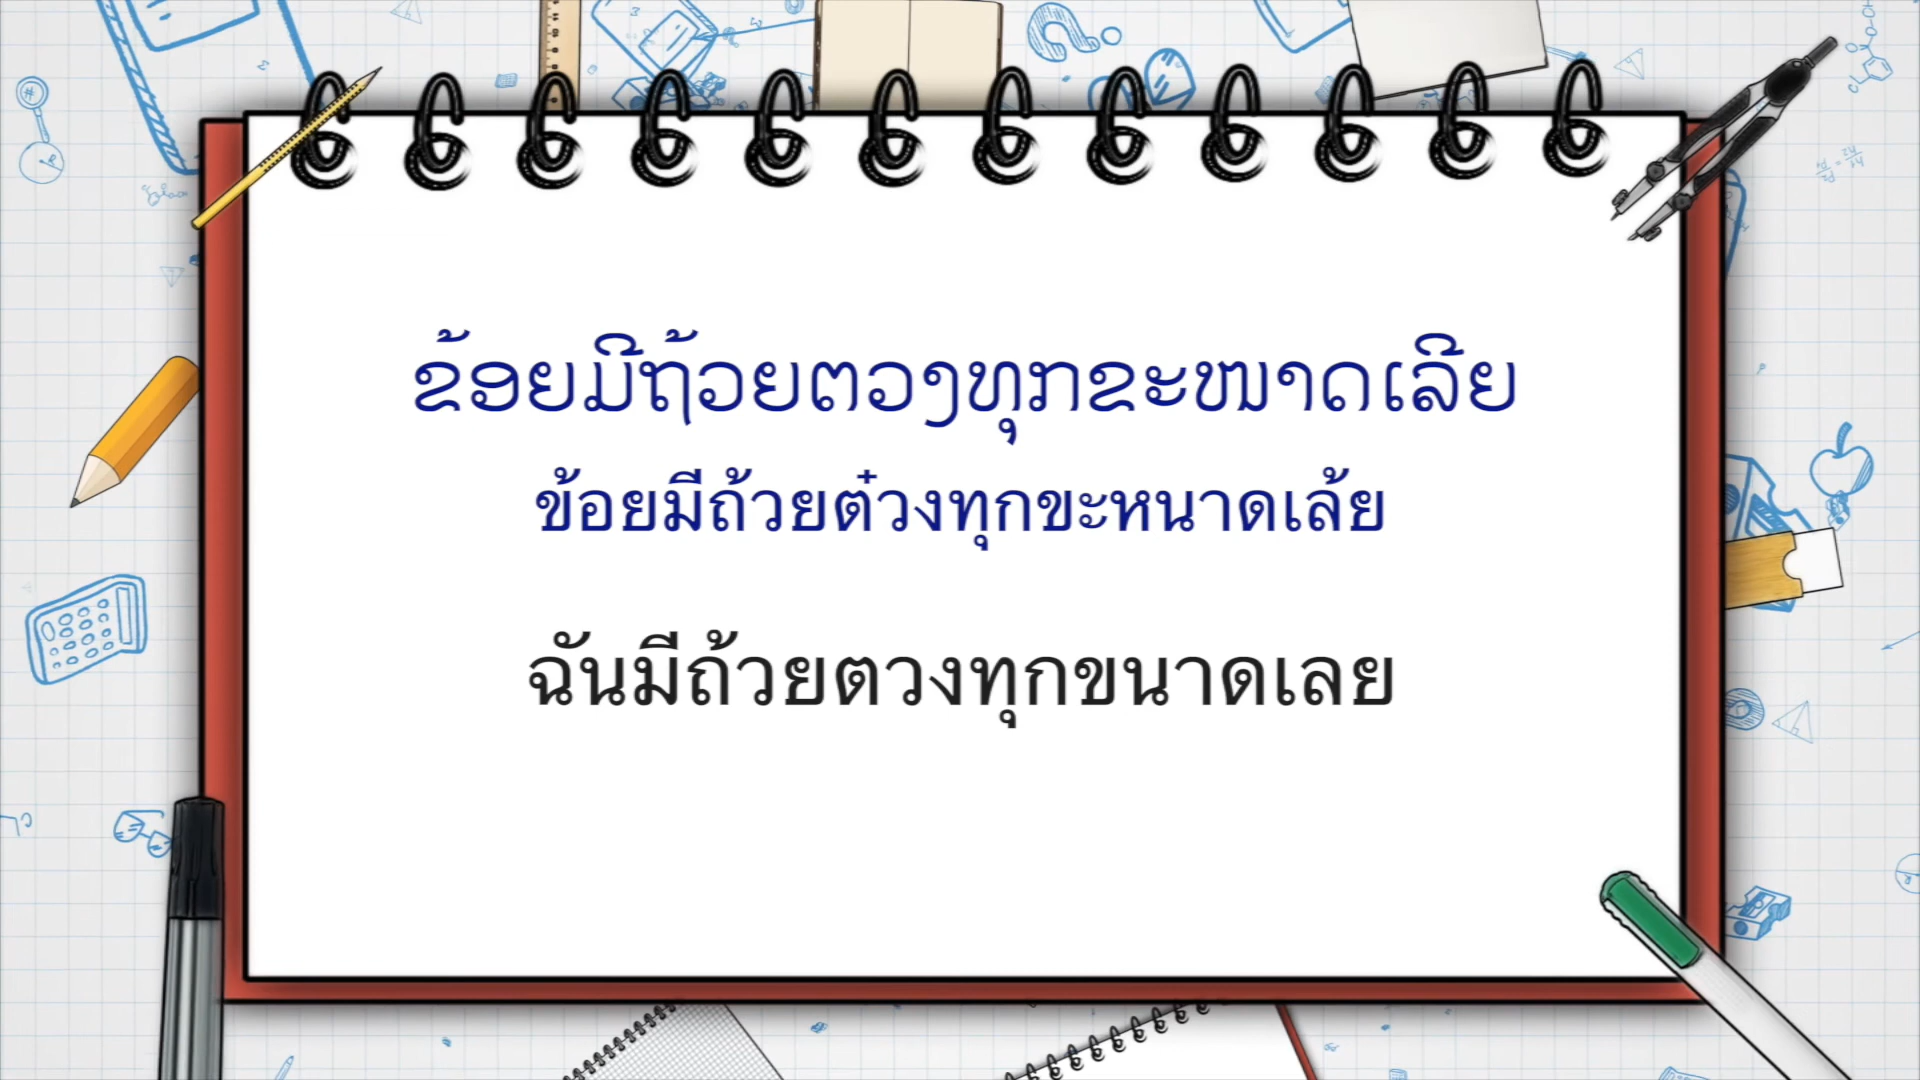 ຂ້ອຍມີຖ້ວຍຕວງທຸກຂະໜາດເລີຍ
ข้อยมีถ้วยต๋วงทุกขะหนาดเล้ย
ฉันมีถ้วยตวงทุกขนาดเลย